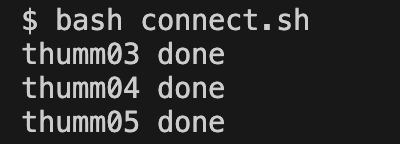 $ bash connect.sh
thumm03 done
thumm04 done
thumm05 done